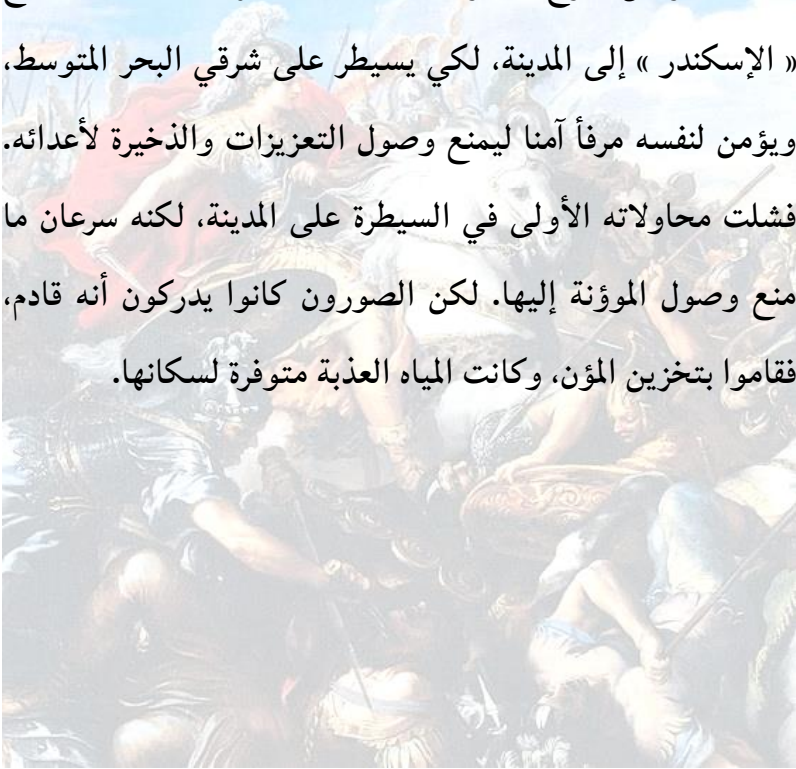 « الإسكندر » إلى المدينة، لكي يسيطر على شرقي البحر المتوسط،
ويؤمن لنفسه مرفأ آمنا ليمنع وصول التعزيزات والذخيرة لأعدائه.
فشلت محاولاته الأولى في السيطرة على المدينة، لكنه سرعان ما
منع وصول الموؤنة إليها. لكن الصورون كانوا يدركون أنه قادم،
فقاموا بتخزين المؤن، وكانت المياه العذبة متوفرة لسكانها.